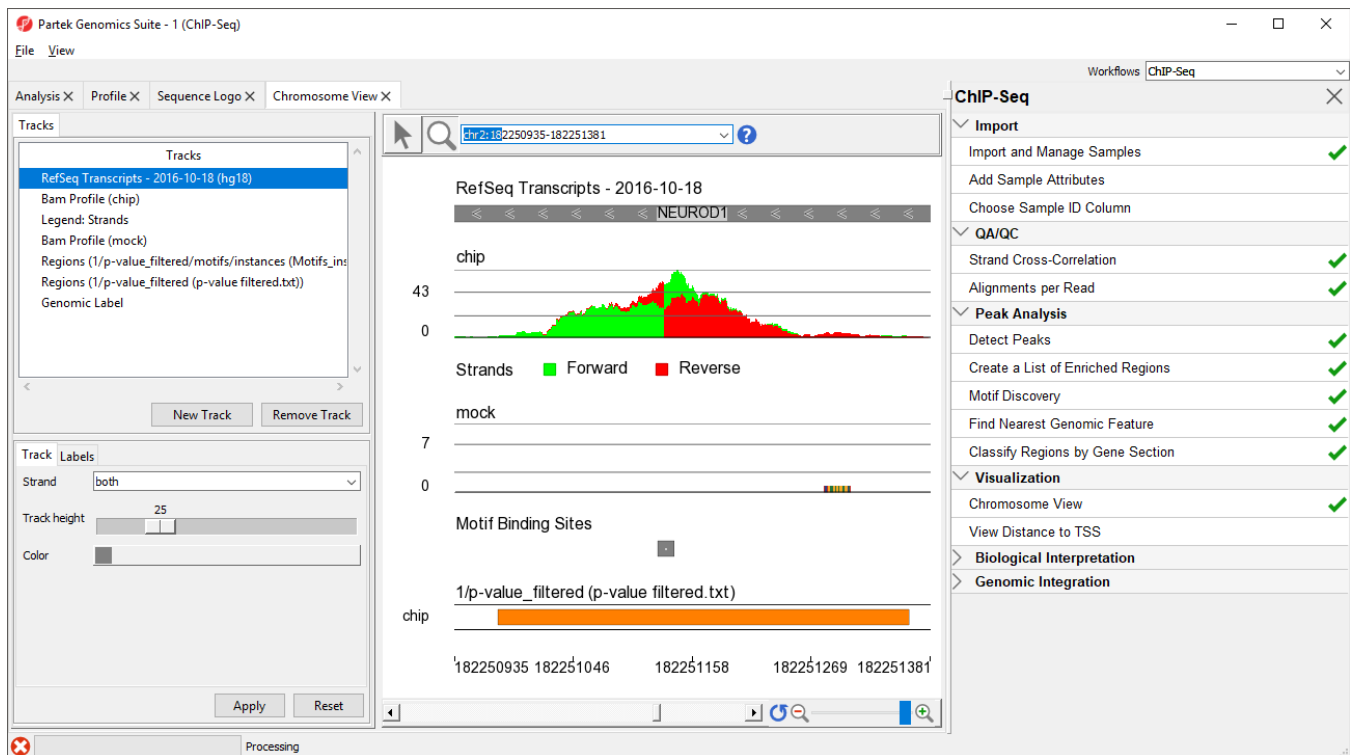 Partek Genomics Suite - 1 (ChIP-Seq)
File View
Workflows ChIP-Seq
Analysis Profile Sequence Logo Chromosome View
Tracks
Tracks
RefSeq Transcripts - 2016-10-18 (hg18)
Bam Profile (chip)
Legend: Strands
Bam Profile (mock)
Regions (1/p-value_filtered/motifs/instances (Motifs_ins
Regions (1/p-value_filtered (p-value filtered.txt))
Genomic Label
New Track Remove Track
Track Labels
Strand both
Track height 25
Color
Apply Reset
chr2:182250935-182251381
RefSeq Transcripts - 2016-10-18
NEUROD1
chip
43
0
Strands Forward Reverse
mock
7
0
Motif Binding Sites
1/p-value_filtered (p-value filtered.txt)
chip
182250935 182251046 182251158 182251269 182251381
ChIP-Seq
Import
Import and Manage Samples
Add Sample Attributes
Choose Sample ID Column
QA/QC
Strand Cross-Correlation
Alignments per Read
Peak Analysis
Detect Peaks
Create a List of Enriched Regions
Motif Discovery
Find Nearest Genomic Feature
Classify Regions by Gene Section
Visualization
Chromosome View
View Distance to TSS
Biological Interpretation
Genomic Integration
Processing